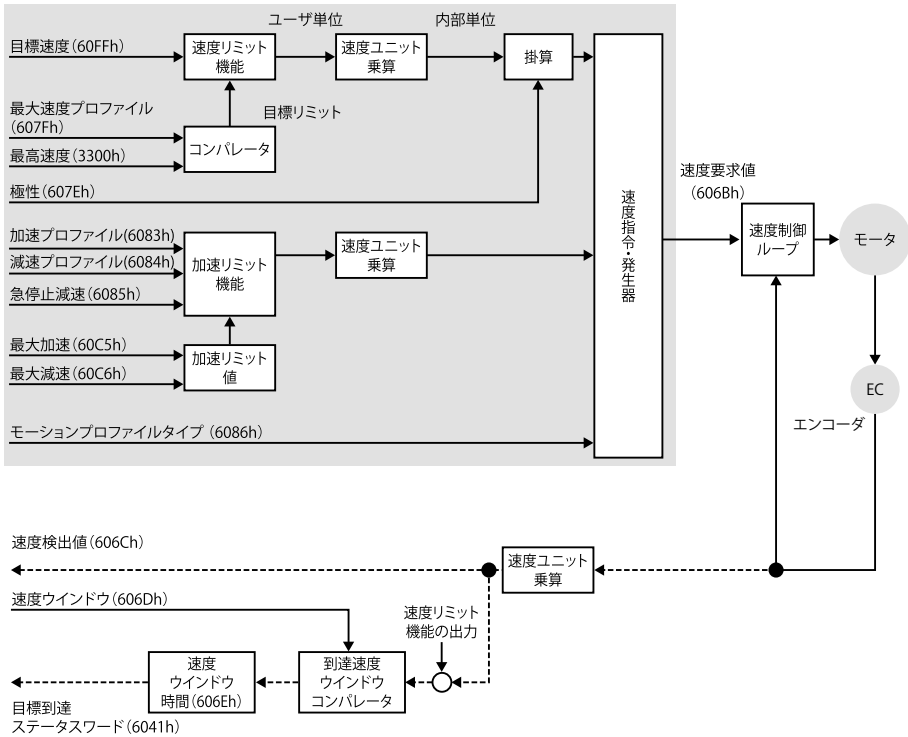 ユーザ単位
内部単位
目標速度(60FFh)
速度リミット
機能
速度ユニット
乗算
掛算
最大速度プロファイル
(607Fh)
目標リミット
コンパレータ
最高速度(3300h)
極性(607Eh)
加速プロファイル(6083h)
減速プロファイル(6084h)
急停止減速(6085h)
加速リミット
機能
速度ユニット
乗算
最大加速(60C5h)
最大減速(60C6h)
加速リミット
値
モーションプロファイルタイプ(6086h)
速度指令・発生器
速度要求値
(606Bh)
速度制御
ループ
モータ
EC
エンコーダ
速度検出値(606Ch)
速度ユニット
乗算
速度ウインドウ(606Dh)
速度リミット
機能の出力
速度
ウインドウ
時間(606Eh)
到達速度
ウインドウ
コンパレータ
目標到達
ステータスワード(6041h)